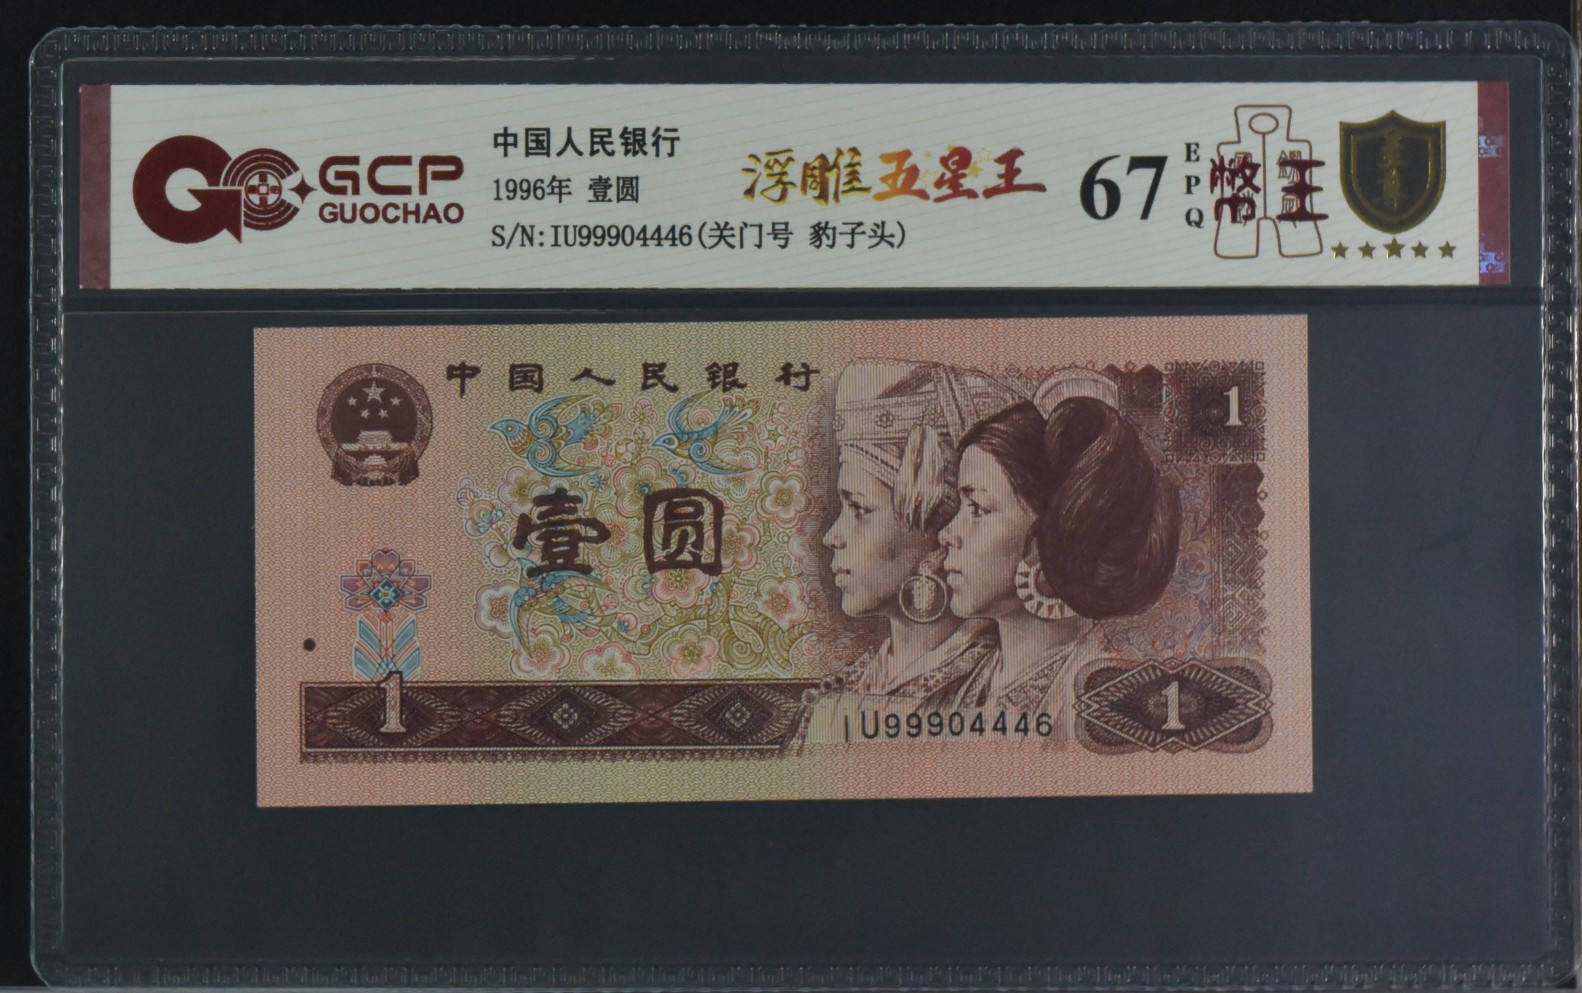 GCP
GUOCHAO
中国人民银行
1996年 壹圆
S/N:IU99904446(关门号 豹子头)
浮雕五星王
67
EPQ
至尊
中国人民银行
1
壹圆
1
IU99904446
1